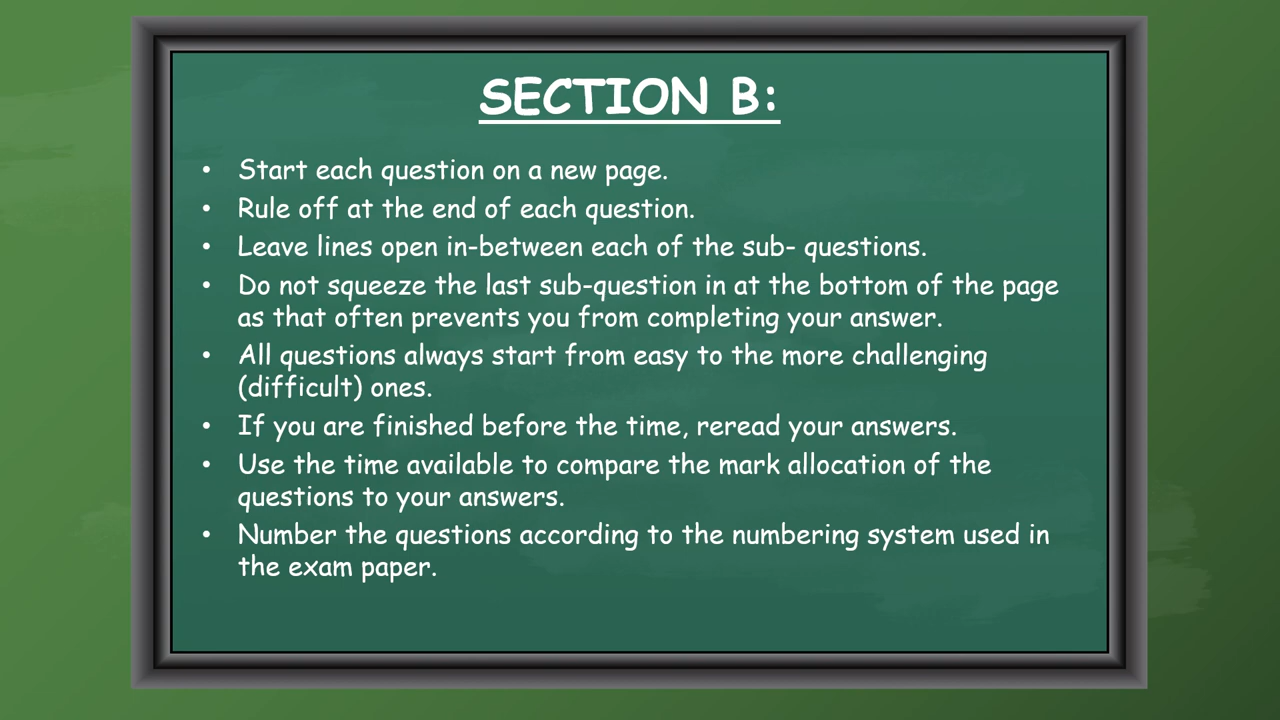 SECTION B:
• Start each question on a new page.
• Rule off at the end of each question.
• Leave lines open in-between each of the sub- questions.
• Do not squeeze the last sub-question in at the bottom of the page
as that often prevents you from completing your answer.
• All questions always start from easy to the more challenging
(difficult) ones.
• If you are finished before the time, reread your answers.
• Use the time available to compare the mark allocation of the
questions to your answers.
• Number the questions according to the numbering system used in
the exam paper.